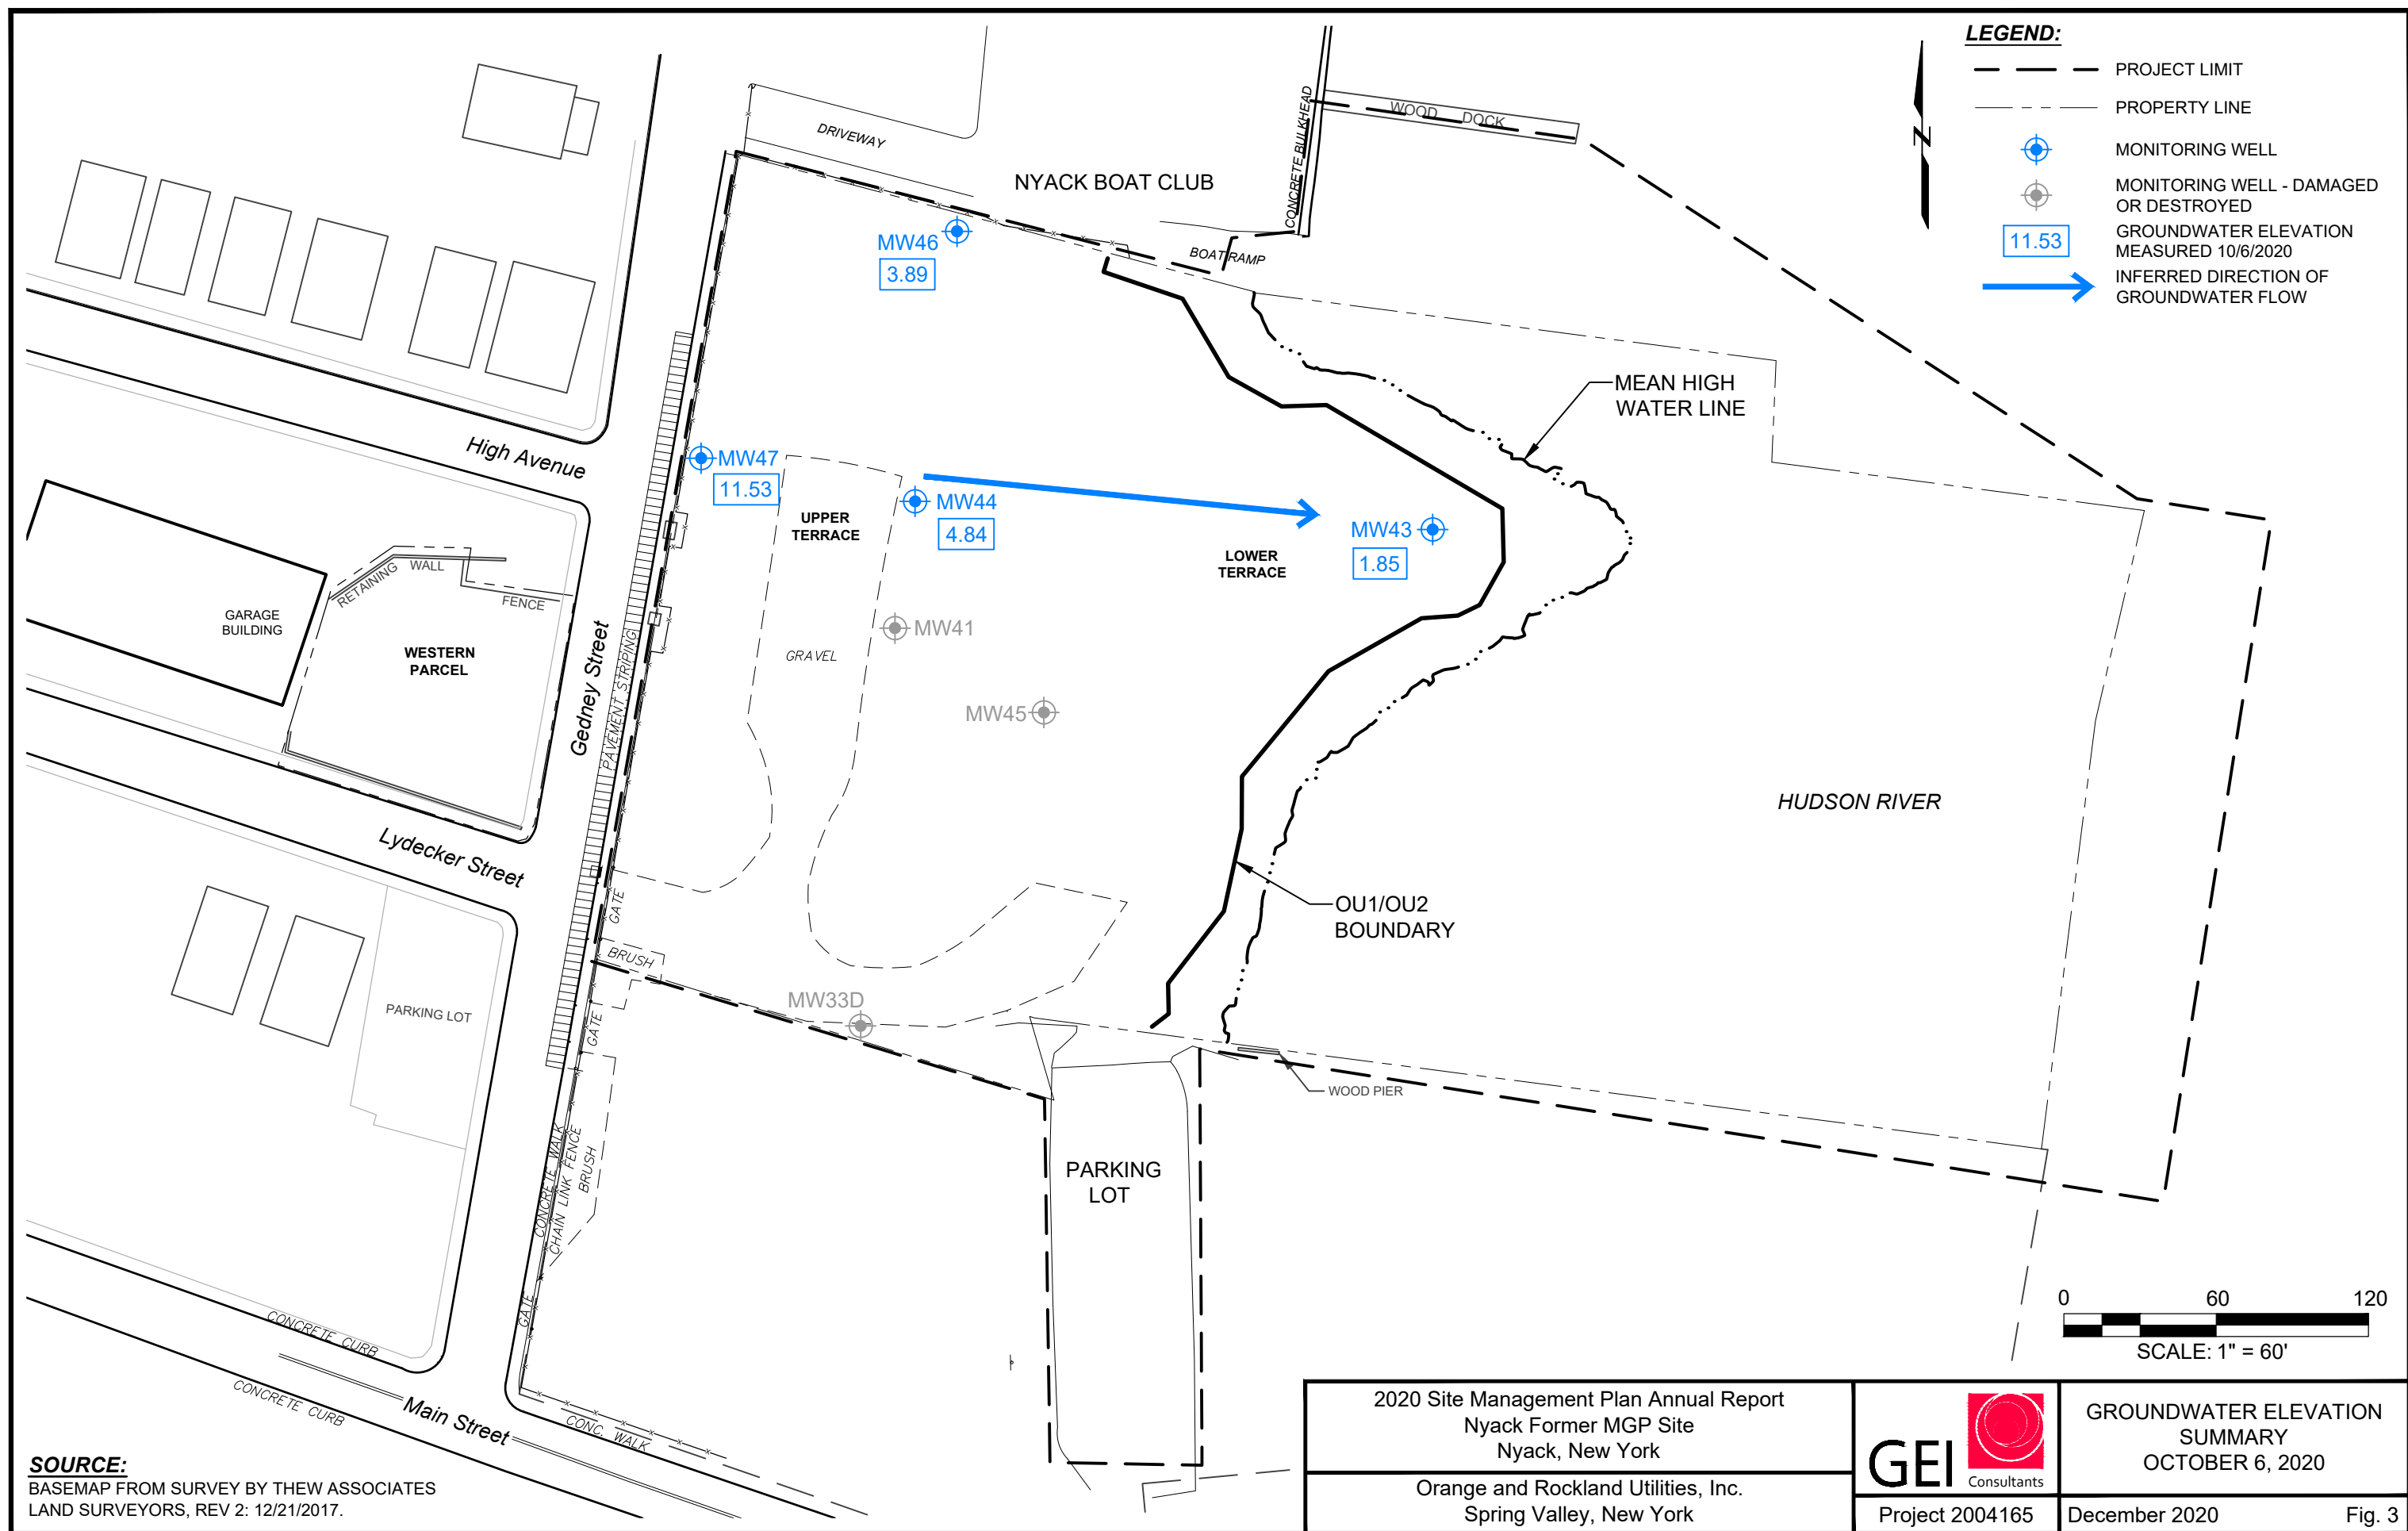 LEGEND:
PROJECT LIMIT
PROPERTY LINE
MONITORING WELL
MONITORING WELL - DAMAGED
OR DESTROYED
11.53
GROUNDWATER ELEVATION
MEASURED 10/6/2020
INFERRED DIRECTION OF
GROUNDWATER FLOW
N
WOOD DOCK
CONCRETE BULKHEAD
DRIVEWAY
NYACK BOAT CLUB
BOAT RAMP
MW46
3.89
MEAN HIGH
WATER LINE
High Avenue
MW47
11.53
MW44
4.84
UPPER
TERRACE
MW43
1.85
LOWER
TERRACE
RETAINING WALL
FENCE
GARAGE
BUILDING
WESTERN
PARCEL
Gedney Street
PAVEMENT STRIPING
MW41
GRAVEL
MW45
HUDSON RIVER
Lydecker Street
GATE
OU1/OU2
BOUNDARY
BRUSH
MW33D
PARKING LOT
GATE
WOOD PIER
CONCRETE WALK
CHAIN LINK FENCE
BRUSH
PARKING
LOT
GATE
CONCRETE CURB
CONCRETE CURB
Main Street
CONC. WALK
0 60 120
SCALE: 1" = 60'
SOURCE:
BASEMAP FROM SURVEY BY THEW ASSOCIATES
LAND SURVEYORS, REV 2: 12/21/2017.
2020 Site Management Plan Annual Report
Nyack Former MGP Site
Nyack, New York
Orange and Rockland Utilities, Inc.
Spring Valley, New York
GEI
Consultants
Project 2004165
GROUNDWATER ELEVATION
SUMMARY
OCTOBER 6, 2020
December 2020 Fig. 3